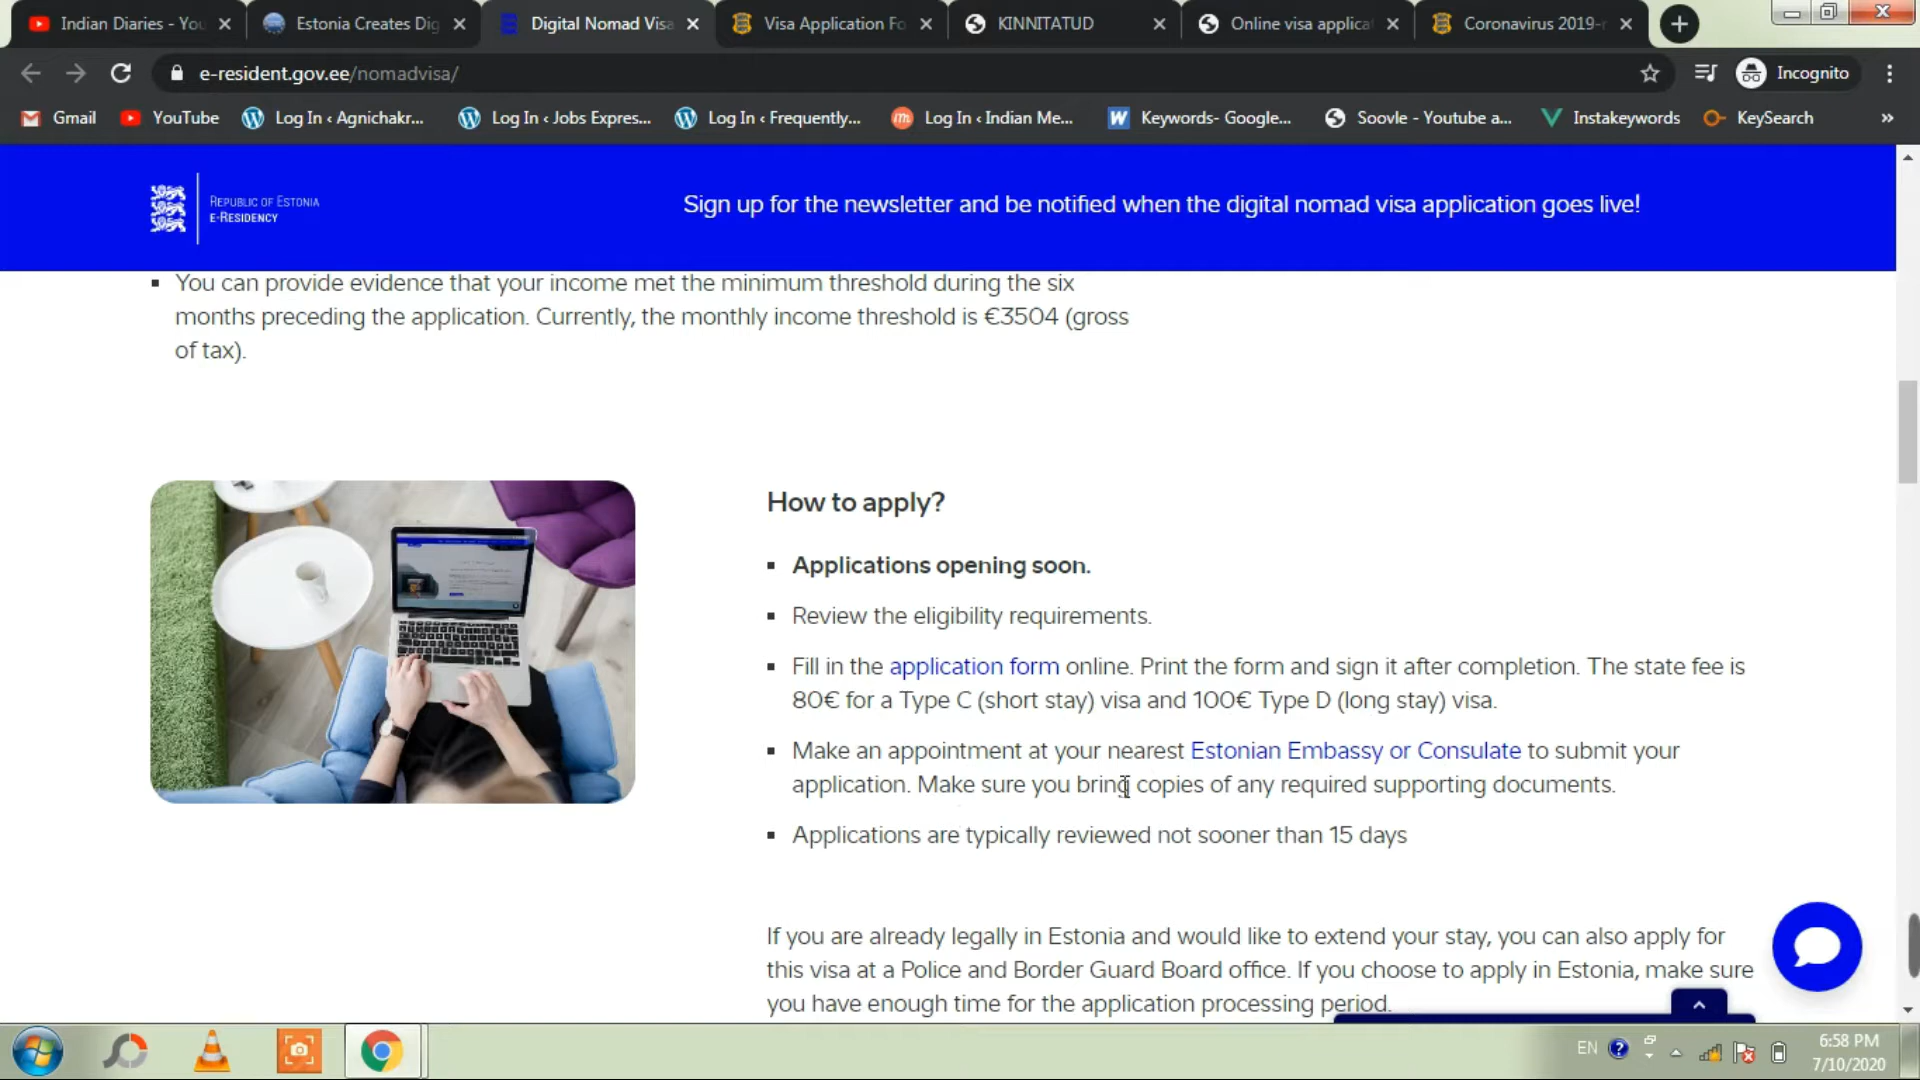 Indian Diaries - You
Estonia Creates Dig
Digital Nomad Visa
Visa Application Fo
KINNITATUD
Online visa applicat
Coronavirus 2019-n
e-resident.gov.ee/nomadvisa/
Incognito
Gmail
YouTube
Log In ‹ Agnichakr...
Log In ‹ Jobs Expres...
Log In ‹ Frequently...
Log In ‹ Indian Me...
Keywords- Google...
Soovle - Youtube a...
Instakeywords
KeySearch
»
REPUBLIC OF ESTONIA
E-RESIDENCY
Sign up for the newsletter and be notified when the digital nomad visa application goes live!
▪ You can provide evidence that your income met the minimum threshold during the six
months preceding the application. Currently, the monthly income threshold is €3504 (gross
of tax).
How to apply?
▪ Applications opening soon.
▪ Review the eligibility requirements.
▪ Fill in the application form online. Print the form and sign it after completion. The state fee is
80€ for a Type C (short stay) visa and 100€ Type D (long stay) visa.
▪ Make an appointment at your nearest Estonian Embassy or Consulate to submit your
application. Make sure you bring copies of any required supporting documents.
▪ Applications are typically reviewed not sooner than 15 days
If you are already legally in Estonia and would like to extend your stay, you can also apply for
this visa at a Police and Border Guard Board office. If you choose to apply in Estonia, make sure
you have enough time for the application processing period.
EN
6:58 PM
7/10/2020